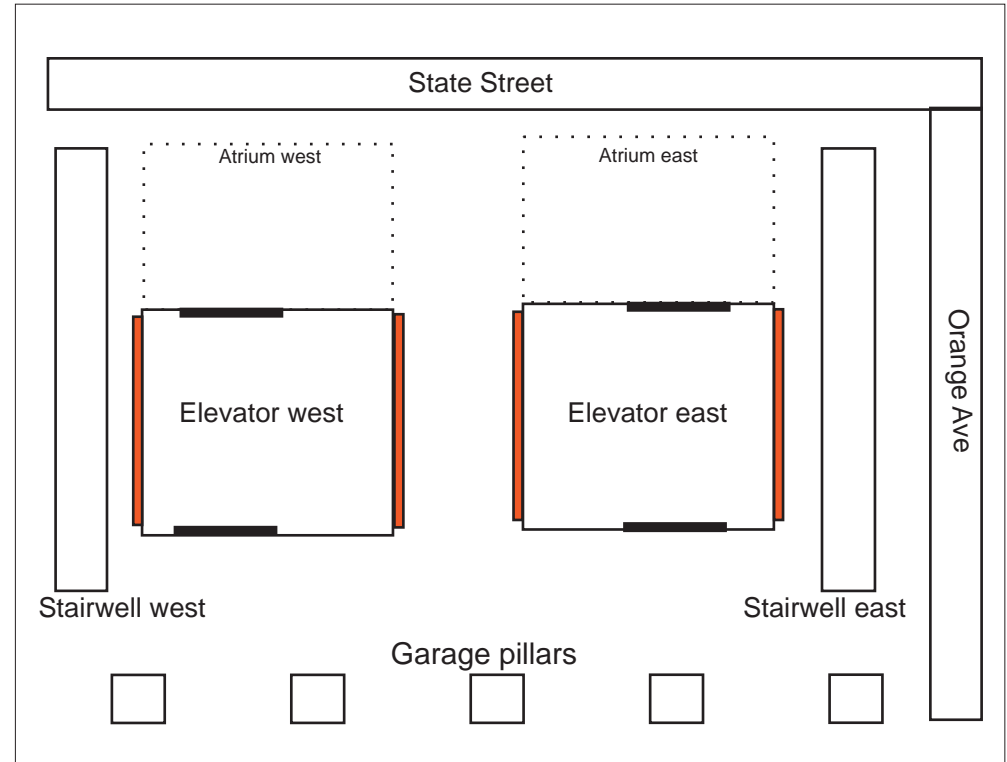 State Street
Atrium west
Atrium east
Orange Ave
Elevator west
Elevator east
Stairwell west
Stairwell east
Garage pillars